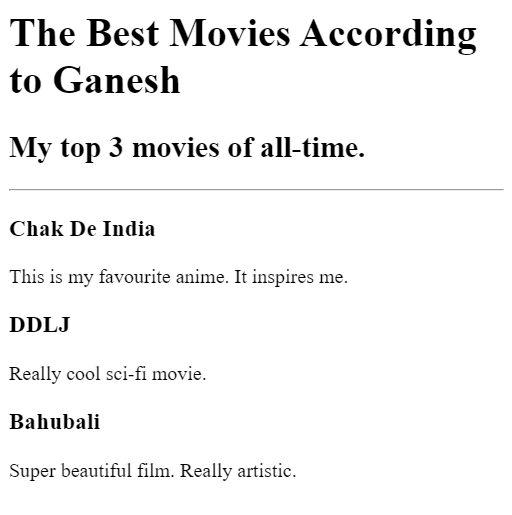 The Best Movies According
to Ganesh
My top 3 movies of all-time.
Chak De India
This is my favourite anime. It inspires me.
DDLJ
Really cool sci-fi movie.
Bahubali
Super beautiful film. Really artistic.